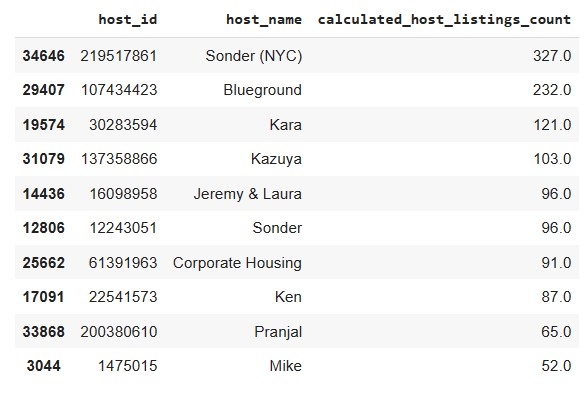 host_id host_name calculated_host_listings_count
34646 219517861 Sonder (NYC) 327.0
29407 107434423 Blueground 232.0
19574 30283594 Kara 121.0
31079 137358866 Kazuya 103.0
14436 16098958 Jeremy & Laura 96.0
12806 12243051 Sonder 96.0
25662 61391963 Corporate Housing 91.0
17091 22541573 Ken 87.0
33868 200380610 Pranjal 65.0
3044 1475015 Mike 52.0